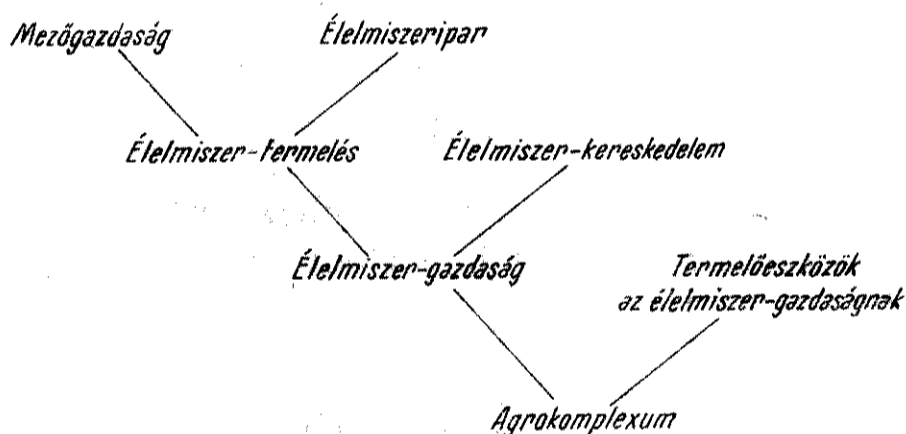 Mezőgazdaság
Élelmiszeripar
Élelmiszer-termelés
Élelmiszer-kereskedelem
Élelmiszer-gazdaság
Termelőeszközök
az élelmiszer-gazdaságnak
Agrokomplexum